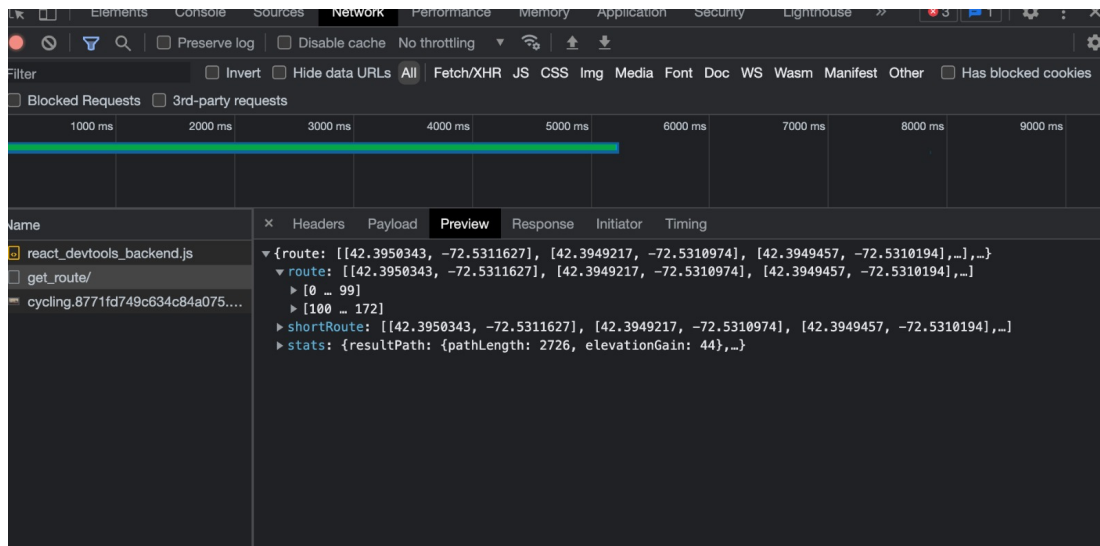 Elements Console Sources Network Performance Memory Application Security Lighthouse » 3 1
Preserve log Disable cache No throttling
Filter Invert Hide data URLs All Fetch/XHR JS CSS Img Media Font Doc WS Wasm Manifest Other Has blocked cookies
Blocked Requests 3rd-party requests
1000 ms 2000 ms 3000 ms 4000 ms 5000 ms 6000 ms 7000 ms 8000 ms 9000 ms
Name × Headers Payload Preview Response Initiator Timing
react_devtools_backend.js
get_route/
cycling.8771fd749c634c84a075....
▼{route: [[42.3950343, -72.5311627], [42.3949217, -72.5310974], [42.3949457, -72.5310194],…],…}
▼route: [[42.3950343, -72.5311627], [42.3949217, -72.5310974], [42.3949457, -72.5310194],…]
▶[0 … 99]
▶[100 … 172]
▶shortRoute: [[42.3950343, -72.5311627], [42.3949217, -72.5310974], [42.3949457, -72.5310194],…]
▶stats: {resultPath: {pathLength: 2726, elevationGain: 44},…}